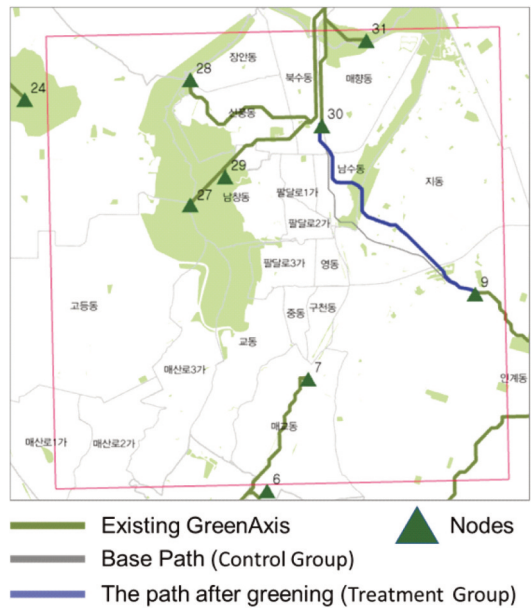 31
장안동
28
북수동
매향동
24
신풍동
30
남수동
29
지동
남창동
팔달로1가
27
팔달로2가
팔달로3가
영동
9
고등동
구천동
중동
교동
매산로3가
7
인계동
매교동
매산로1가
매산로2가
6
Existing GreenAxis
Nodes
Base Path (Control Group)
The path after greening (Treatment Group)